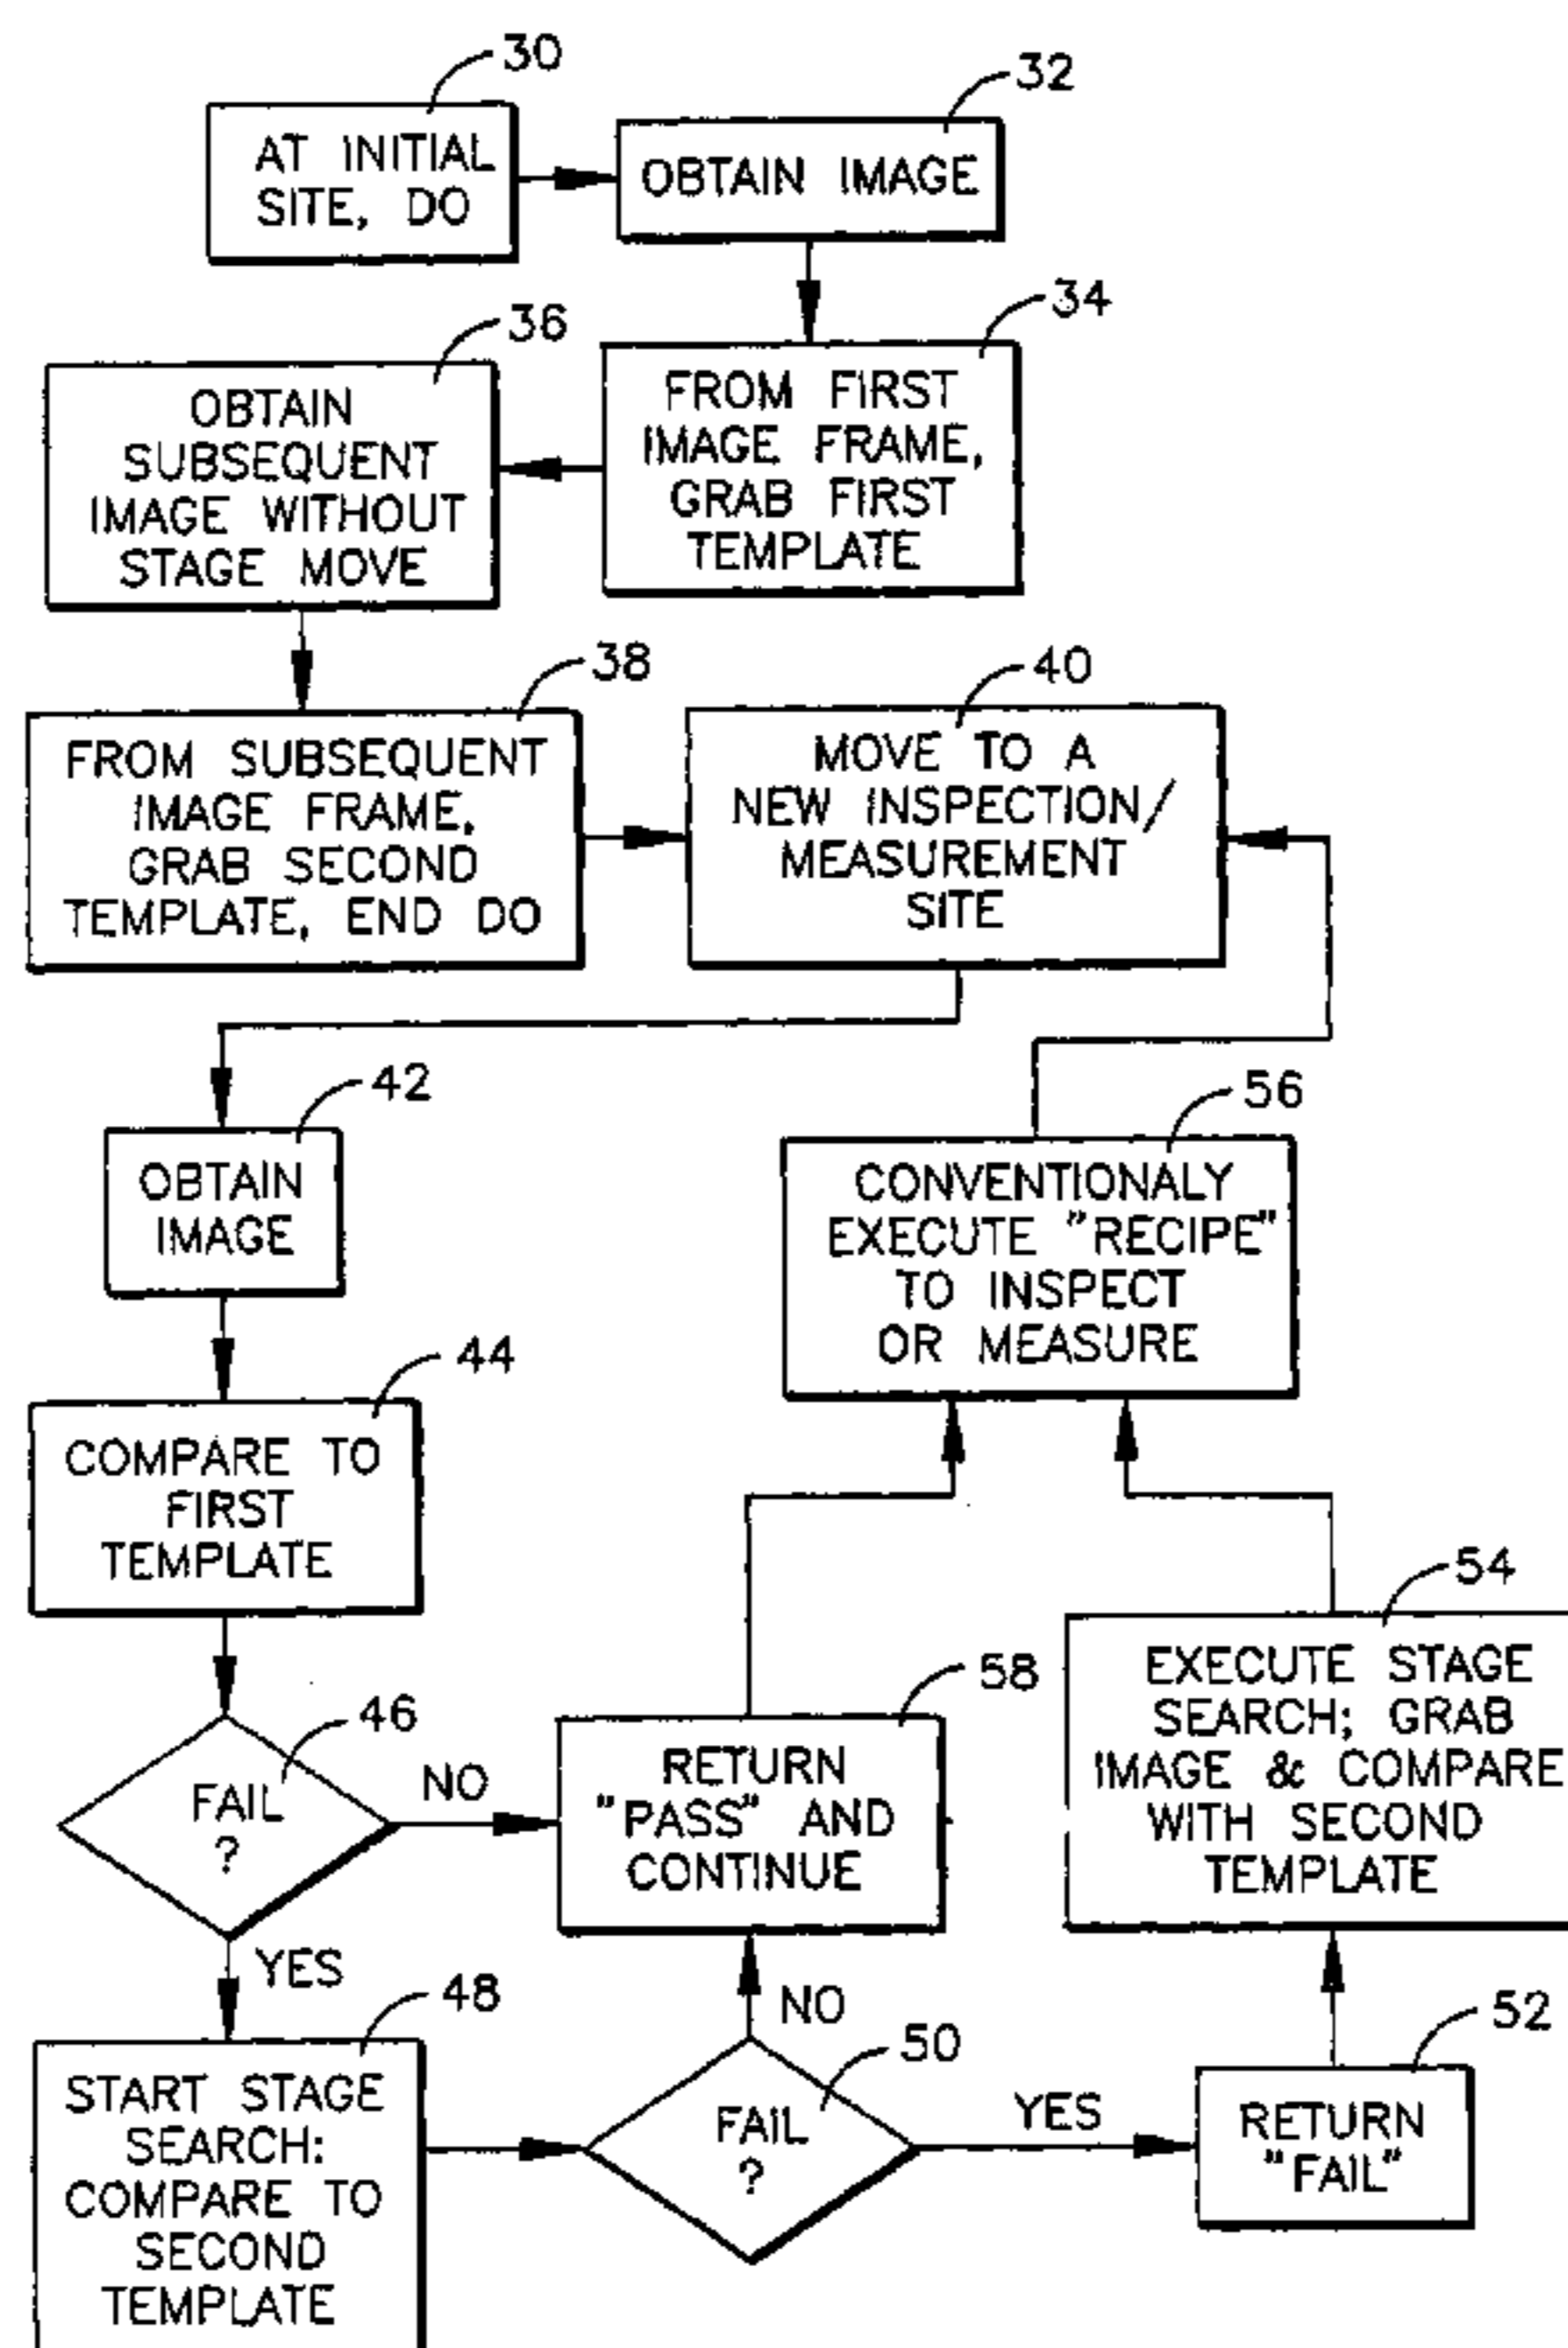 30
AT INITIAL
SITE, DO
32
OBTAIN IMAGE
34
FROM FIRST
IMAGE FRAME,
GRAB FIRST
TEMPLATE
36
OBTAIN
SUBSEQUENT
IMAGE WITHOUT
STAGE MOVE
38
FROM SUBSEQUENT
IMAGE FRAME,
GRAB SECOND
TEMPLATE, END DO
40
MOVE TO A
NEW INSPECTION/
MEASUREMENT
SITE
42
OBTAIN
IMAGE
44
COMPARE TO
FIRST
TEMPLATE
46
FAIL
?
NO
YES
48
START STAGE
SEARCH:
COMPARE TO
SECOND
TEMPLATE
50
FAIL
?
NO
YES
52
RETURN
"FAIL"
54
EXECUTE STAGE
SEARCH; GRAB
IMAGE & COMPARE
WITH SECOND
TEMPLATE
56
CONVENTIONALY
EXECUTE "RECIPE"
TO INSPECT
OR MEASURE
58
RETURN
"PASS" AND
CONTINUE